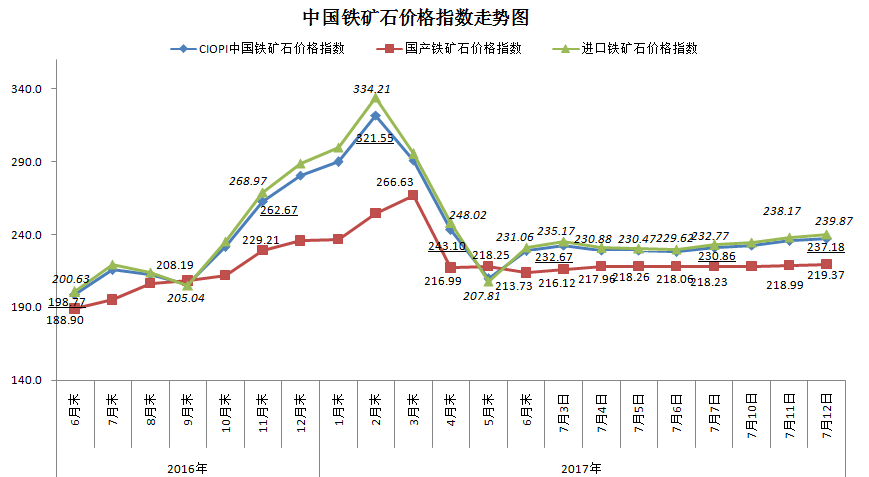 中国铁矿石价格指数走势图
CIOPI中国铁矿石价格指数 国产铁矿石价格指数 进口铁矿石价格指数
340.0
290.0
240.0
190.0
140.0
200.63
198.77
188.90
208.19
205.04
268.97
262.67
229.21
334.21
321.55
266.63
248.02
243.10
216.99
218.25
207.81
231.06
213.73
235.17
232.67
216.12
230.88
217.96
230.47
218.26
229.62
218.06
232.77
230.86
218.23
238.17
218.99
239.87
237.18
219.37
6月末
7月末
8月末
9月末
10月末
11月末
12月末
1月末
2月末
3月末
4月末
5月末
6月末
7月3日
7月4日
7月5日
7月6日
7月7日
7月10日
7月11日
7月12日
2016年 2017年